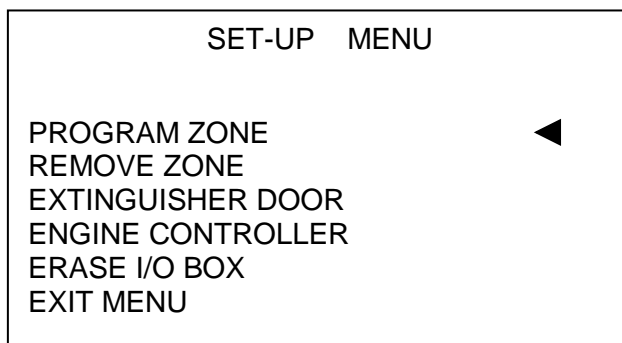 SET-UP MENU
PROGRAM ZONE
REMOVE ZONE
EXTINGUISHER DOOR
ENGINE CONTROLLER
ERASE I/O BOX
EXIT MENU